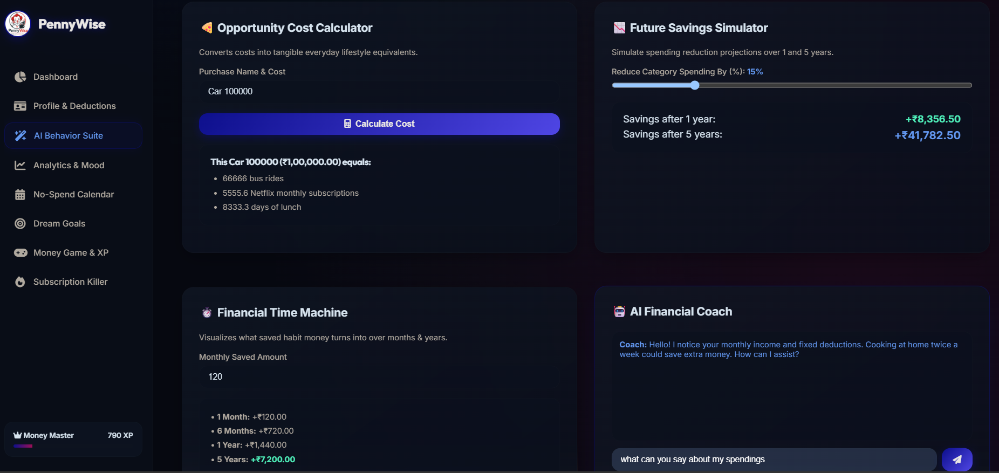 PennyWise
PennyWise
Dashboard
Profile & Deductions
AI Behavior Suite
Analytics & Mood
No-Spend Calendar
Dream Goals
Money Game & XP
Subscription Killer
Money Master 790 XP
Opportunity Cost Calculator
Converts costs into tangible everyday lifestyle equivalents.
Purchase Name & Cost
Car 100000
Calculate Cost
This Car 100000 (₹1,00,000.00) equals:
• 66666 bus rides
• 5555.6 Netflix monthly subscriptions
• 8333.3 days of lunch
Future Savings Simulator
Simulate spending reduction projections over 1 and 5 years.
Reduce Category Spending By (%): 15%
Savings after 1 year: +₹8,356.50
Savings after 5 years: +₹41,782.50
Financial Time Machine
Visualizes what saved habit money turns into over months & years.
Monthly Saved Amount
120
• 1 Month: +₹120.00
• 6 Months: +₹720.00
• 1 Year: +₹1,440.00
• 5 Years: +₹7,200.00
AI Financial Coach
Coach: Hello! I notice your monthly income and fixed deductions. Cooking at home twice a
week could save extra money. How can I assist?
what can you say about my spendings